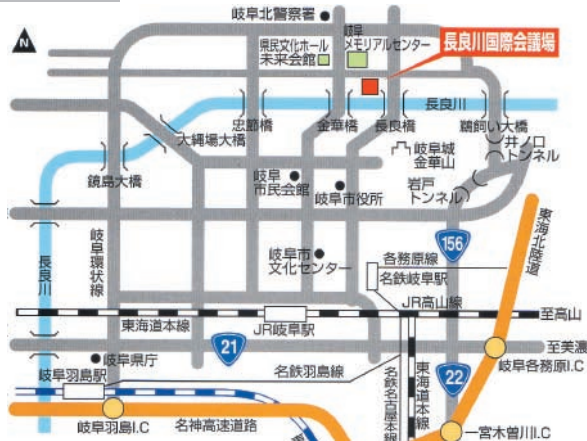 岐阜北警察署
N
県民文化ホール
未来会館
岐阜
メモリアルセンター
長良川国際会議場
長良川
大縄場大橋
忠節橋
金華橋
長良橋
鵜飼い大橋
井ノ口
トンネル
岐阜城
金華山
鏡島大橋
岐阜
市民会館
岐阜市役所
岩戸
トンネル
東海北陸道
156
長良川
岐阜環状線
岐阜市
文化センター
各務原線
名鉄岐阜駅
JR高山線
至高山
東海道本線
JR岐阜駅
21
至美濃
岐阜県庁
岐阜各務原I.C
岐阜羽島駅
名鉄羽島線
名鉄名古屋本線
東海道本線
22
岐阜羽島I.C
名神高速道路
一宮木曽川I.C